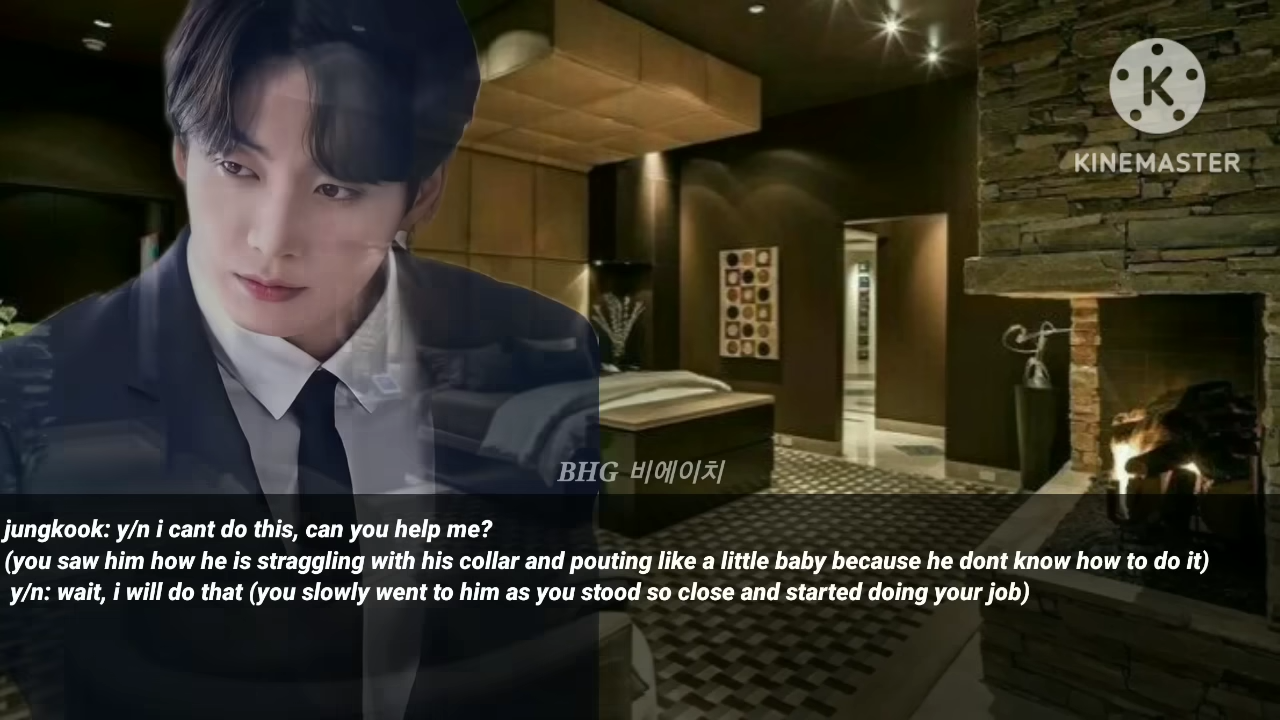 KINEMASTER
BHG 비에이치
jungkook: y/n i cant do this, can you help me?
(you saw him how he is straggling with his collar and pouting like a little baby because he dont know how to do it)
y/n: wait, i will do that (you slowly went to him as you stood so close and started doing your job)